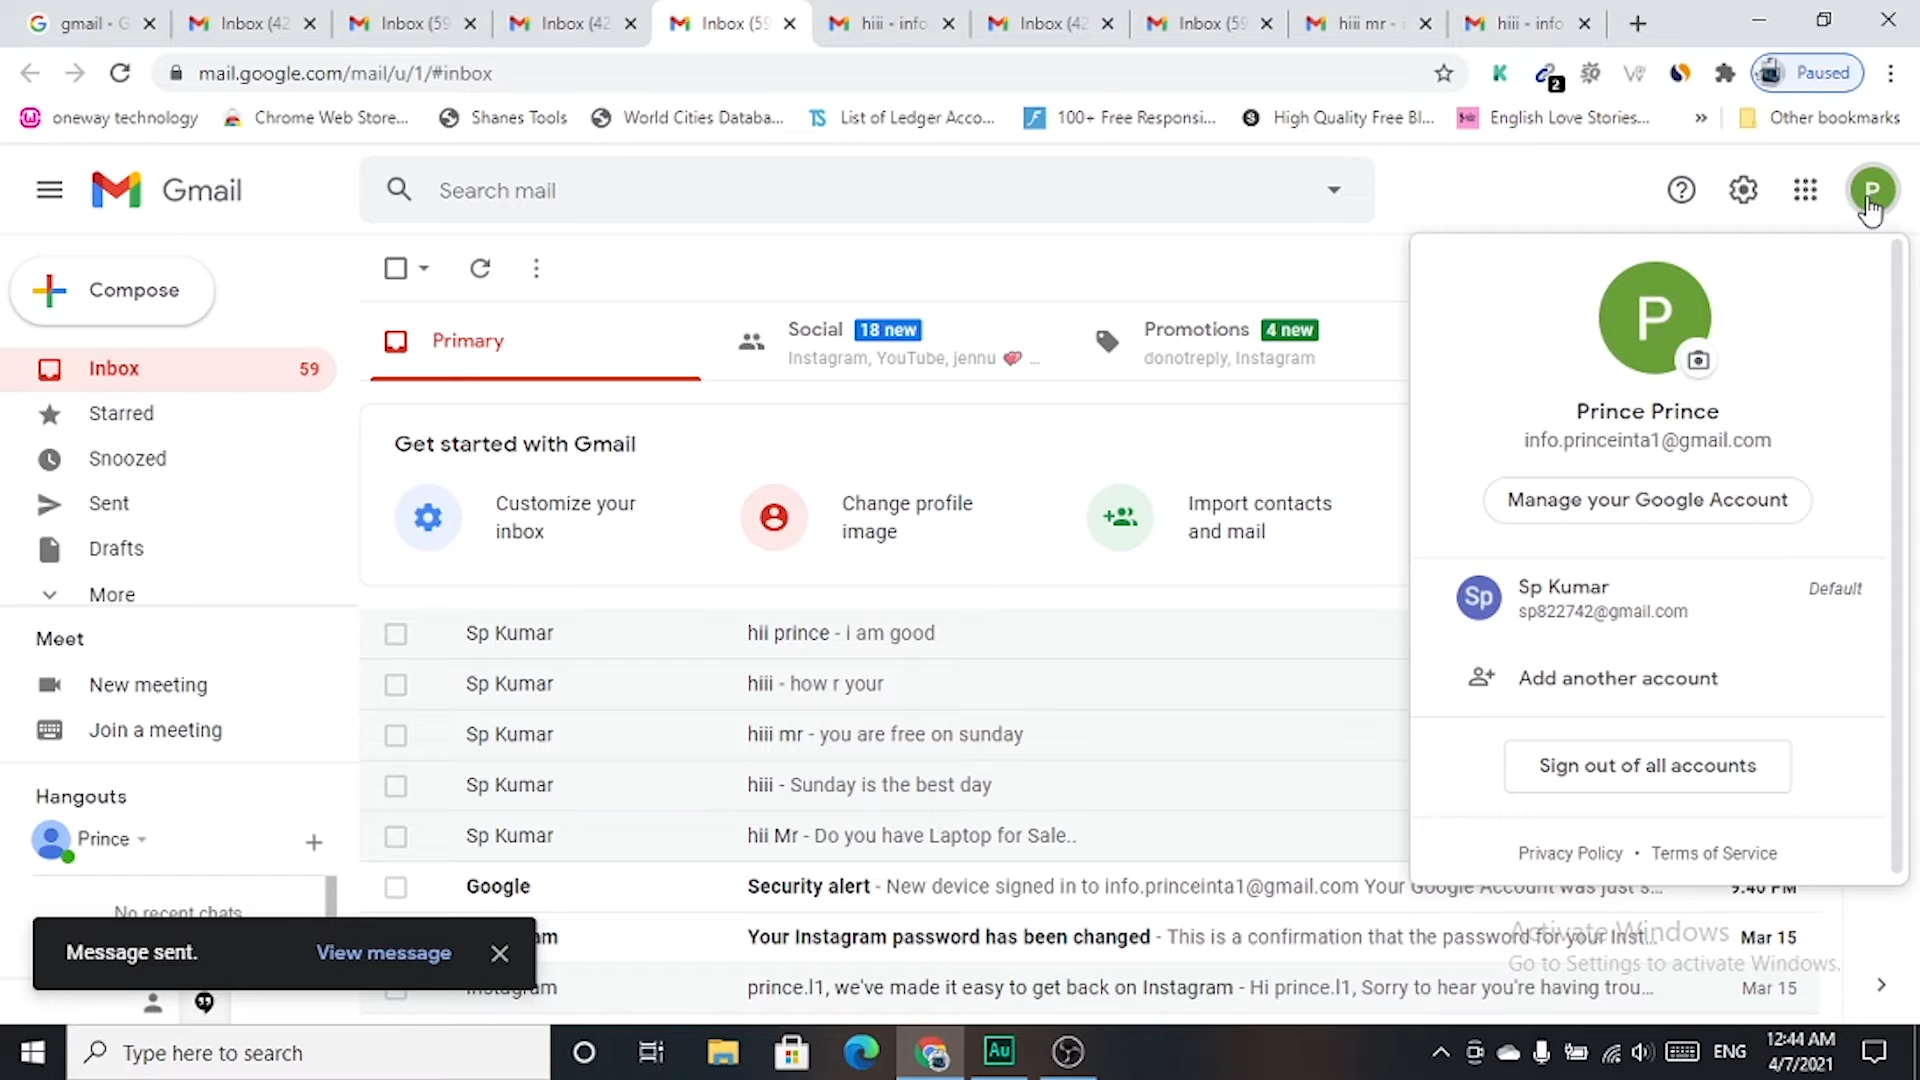 gmail - G
Inbox (42
Inbox (59
Inbox (42
Inbox (59
hiii - info
Inbox (42
Inbox (59
hiii mr - i
hiii - info
mail.google.com/mail/u/1/#inbox
2
Paused
oneway technology
Chrome Web Store...
Shanes Tools
World Cities Databa...
TS List of Ledger Acco...
100+ Free Responsi...
High Quality Free Bl...
English Love Stories...
»
Other bookmarks
Gmail
Search mail
P
Compose
Inbox 59
Starred
Snoozed
Sent
Drafts
More
Meet
New meeting
Join a meeting
Hangouts
Prince
No recent chats
Primary
Social 18 new
Instagram, YouTube, jennu 💗 ...
Promotions 4 new
donotreply, Instagram
Get started with Gmail
Customize your
inbox
Change profile
image
Import contacts
and mail
Sp Kumar hii prince - i am good
Sp Kumar hiii - how r your
Sp Kumar hiii mr - you are free on sunday
Sp Kumar hiii - Sunday is the best day
Sp Kumar hii Mr - Do you have Laptop for Sale..
Google Security alert - New device signed in to info.princeinta1@gmail.com Your Google Account was just s... 9:40 PM
am Your Instagram password has been changed - This is a confirmation that the password for your Inst... Mar 15
Instagram prince.l1, we've made it easy to get back on Instagram - Hi prince.l1, Sorry to hear you're having trou... Mar 15
P
Prince Prince
info.princeinta1@gmail.com
Manage your Google Account
Sp
Sp Kumar Default
sp822742@gmail.com
Add another account
Sign out of all accounts
Privacy Policy • Terms of Service
Activate Windows
Go to Settings to activate Windows.
Message sent. View message
Type here to search
Au
ENG
12:44 AM
4/7/2021